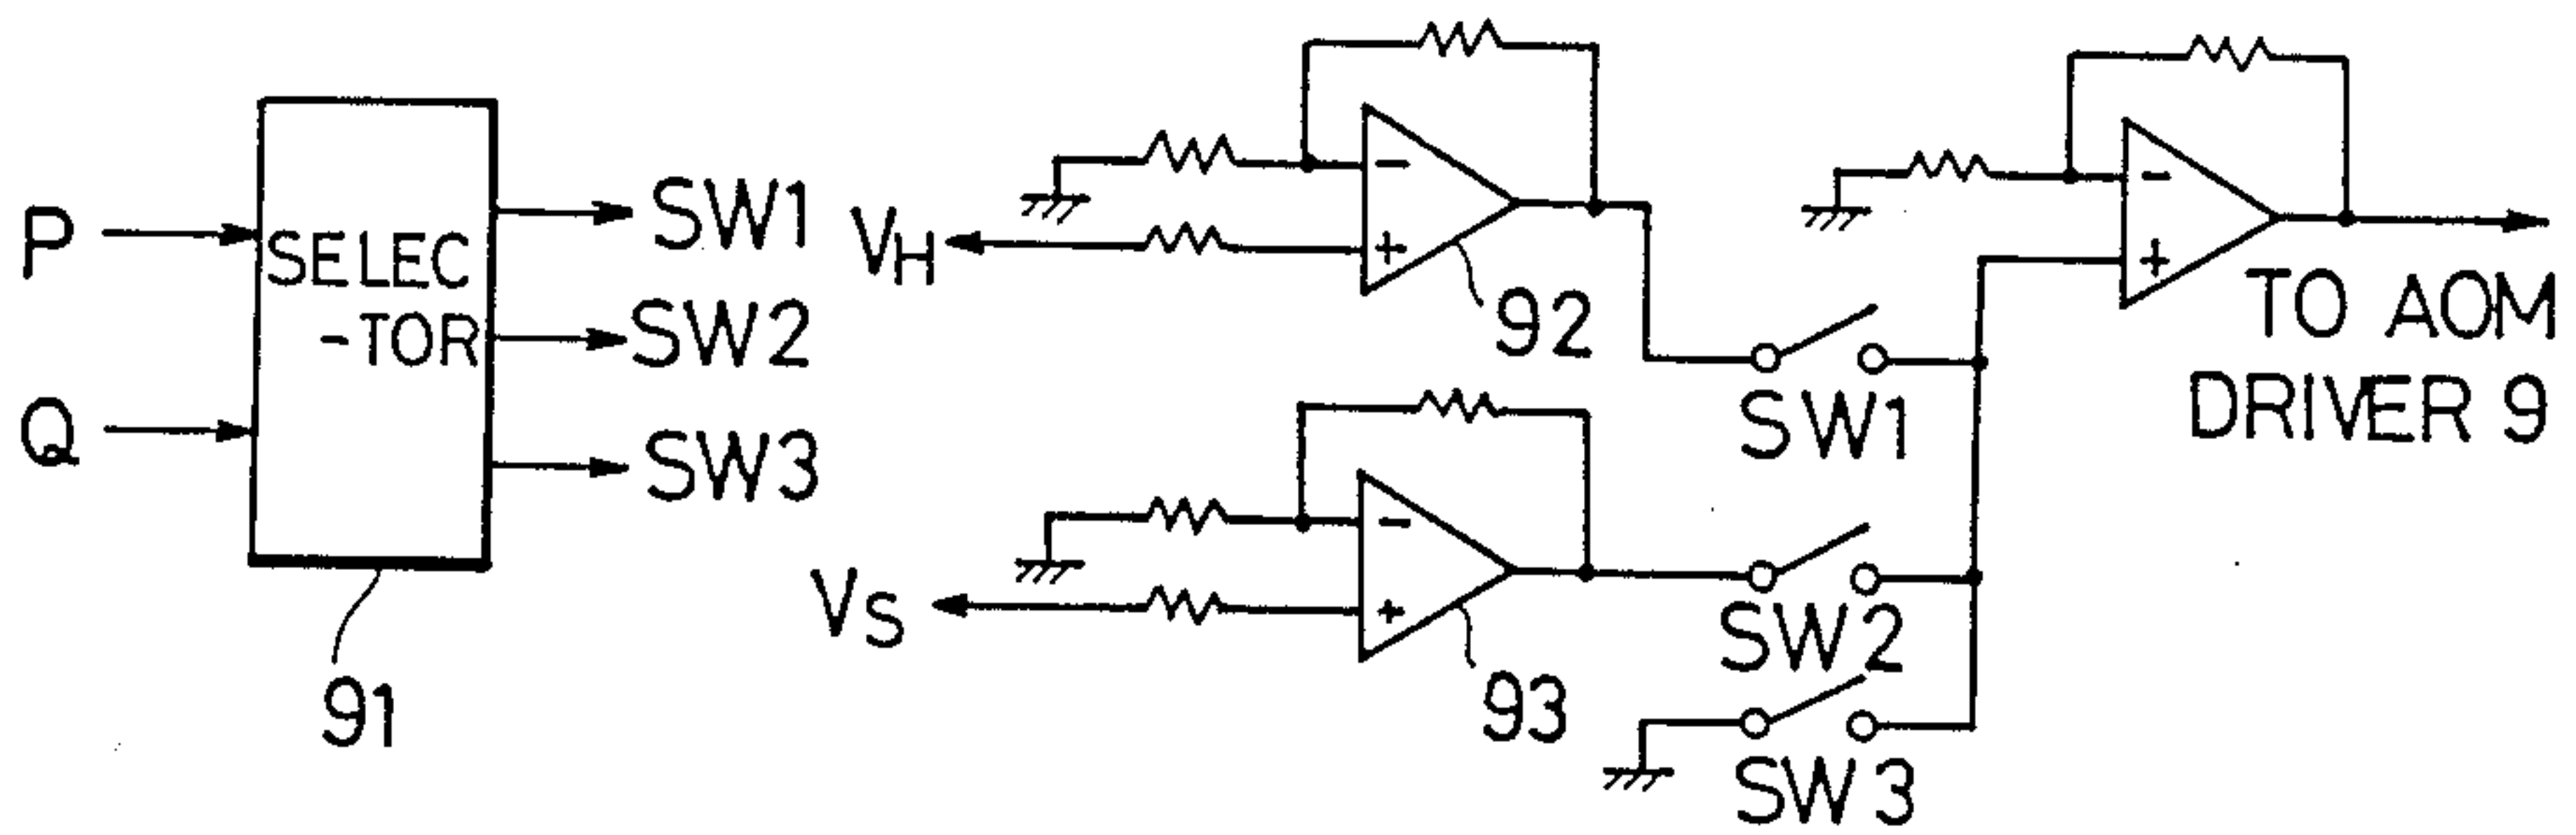 P
Q
SELEC
-TOR
SW1
SW2
SW3
91
VH
−
+
92
VS
−
+
93
SW1
SW2
SW3
−
+
TO AOM
DRIVER 9